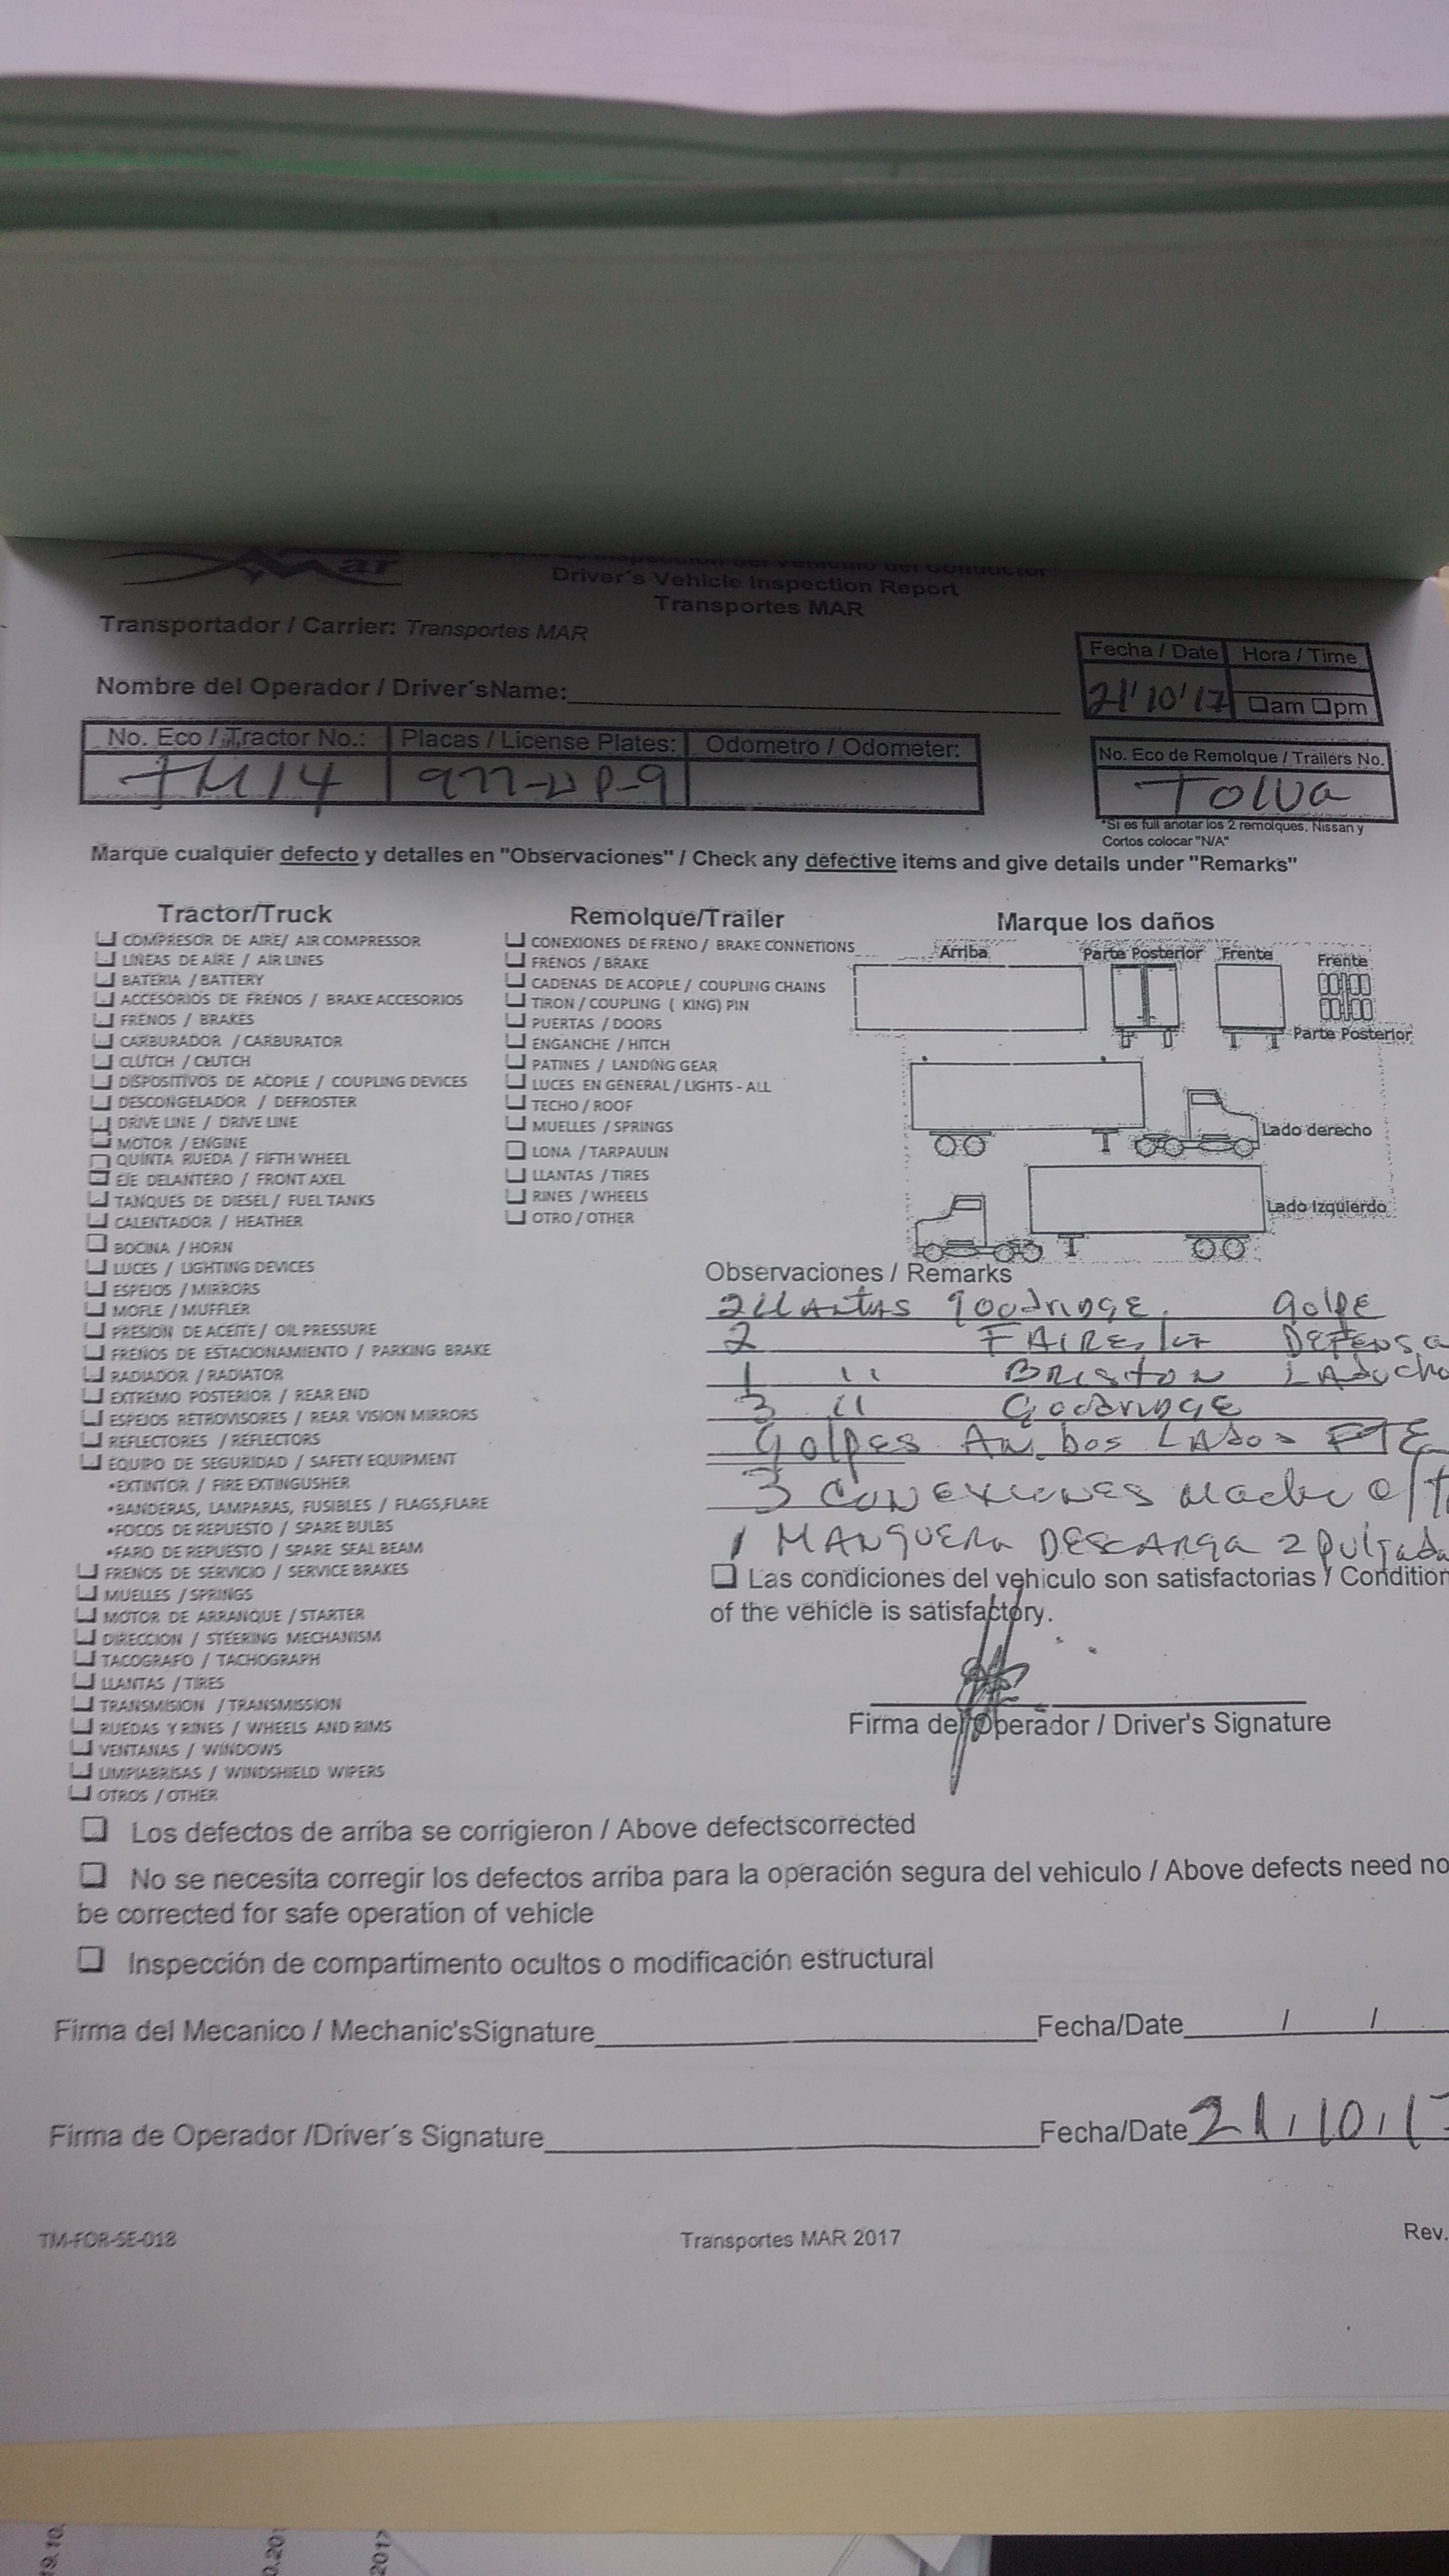 Mar
Driver´s Vehicle Inspection Report
Transportes MAR
Transportador / Carrier: Transportes MAR
Fecha / Date Hora / Time
21/10/17 am pm
Nombre del Operador / Driver´sName:
No. Eco / Tractor No.: Placas / License Plates: Odometro / Odometer:
TM14
No. Eco de Remolque / Trailers No.
Tolva
*Si es full anotar los 2 remolques. Nissan y
Cortos colocar "N/A"
Marque cualquier defecto y detalles en "Observaciones" / Check any defective items and give details under "Remarks"
Tractor/Truck
COMPRESOR DE AIRE/ AIR COMPRESSOR
LINEAS DE AIRE / AIR LINES
BATERIA / BATTERY
ACCESORIOS DE FRENOS / BRAKE ACCESORIOS
FRENOS / BRAKES
CARBURADOR / CARBURATOR
CLUTCH / CLUTCH
DISPOSITIVOS DE ACOPLE / COUPLING DEVICES
DESCONGELADOR / DEFROSTER
DRIVE LINE / DRIVE LINE
MOTOR / ENGINE
QUINTA RUEDA / FIFTH WHEEL
EJE DELANTERO / FRONT AXEL
TANQUES DE DIESEL / FUEL TANKS
CALENTADOR / HEATHER
BOCINA / HORN
LUCES / LIGHTING DEVICES
ESPEJOS / MIRRORS
MOFLE / MUFFLER
PRESION DE ACEITE / OIL PRESSURE
FRENOS DE ESTACIONAMIENTO / PARKING BRAKE
RADIADOR / RADIATOR
EXTREMO POSTERIOR / REAR END
ESPEJOS RETROVISORES / REAR VISION MIRRORS
REFLECTORES / REFLECTORS
EQUIPO DE SEGURIDAD / SAFETY EQUIPMENT
•EXTINTOR / FIRE EXTINGUSHER
•BANDERAS, LAMPARAS, FUSIBLES / FLAGS,FLARE
•FOCOS DE REPUESTO / SPARE BULBS
•FARO DE REPUESTO / SPARE SEAL BEAM
FRENOS DE SERVICIO / SERVICE BRAKES
MUELLES / SPRINGS
MOTOR DE ARRANQUE / STARTER
DIRECCION / STEERING MECHANISM
TACOGRAFO / TACHOGRAPH
LLANTAS / TIRES
TRANSMISION / TRANSMISSION
RUEDAS Y RINES / WHEELS AND RIMS
VENTANAS / WINDOWS
LIMPIABRISAS / WINDSHIELD WIPERS
OTROS / OTHER
Remolque/Trailer
CONEXIONES DE FRENO / BRAKE CONNETIONS
FRENOS / BRAKE
CADENAS DE ACOPLE / COUPLING CHAINS
TIRON / COUPLING ( KING) PIN
PUERTAS / DOORS
ENGANCHE / HITCH
PATINES / LANDING GEAR
LUCES EN GENERAL / LIGHTS - ALL
TECHO / ROOF
MUELLES / SPRINGS
LONA / TARPAULIN
LLANTAS / TIRES
RINES / WHEELS
OTRO / OTHER
Marque los daños
Arriba Parte Posterior Frente Frente
Parte Posterior
Lado derecho
Lado Izquierdo
Observaciones / Remarks
2 LLANTAS goodridge. golpe
2 DEFENSA
1 " BRISTON
3 " Goodridge
Golpes AMbos LADOS FTE
3 CONEXIONES Macho
1 MANGUERA DESCARGA 2 Pulgada
Las condiciones del vehiculo son satisfactorias / Condition
of the vehicle is satisfactory.
Firma del Operador / Driver's Signature
Los defectos de arriba se corrigieron / Above defectscorrected
No se necesita corregir los defectos arriba para la operación segura del vehiculo / Above defects need no
be corrected for safe operation of vehicle
Inspección de compartimento ocultos o modificación estructural
Firma del Mecanico / Mechanic'sSignature Fecha/Date / /
Firma de Operador /Driver´s Signature Fecha/Date 21/10/17
TM-FOR-SE-018 Transportes MAR 2017 Rev.
19.10.
0.201
2017